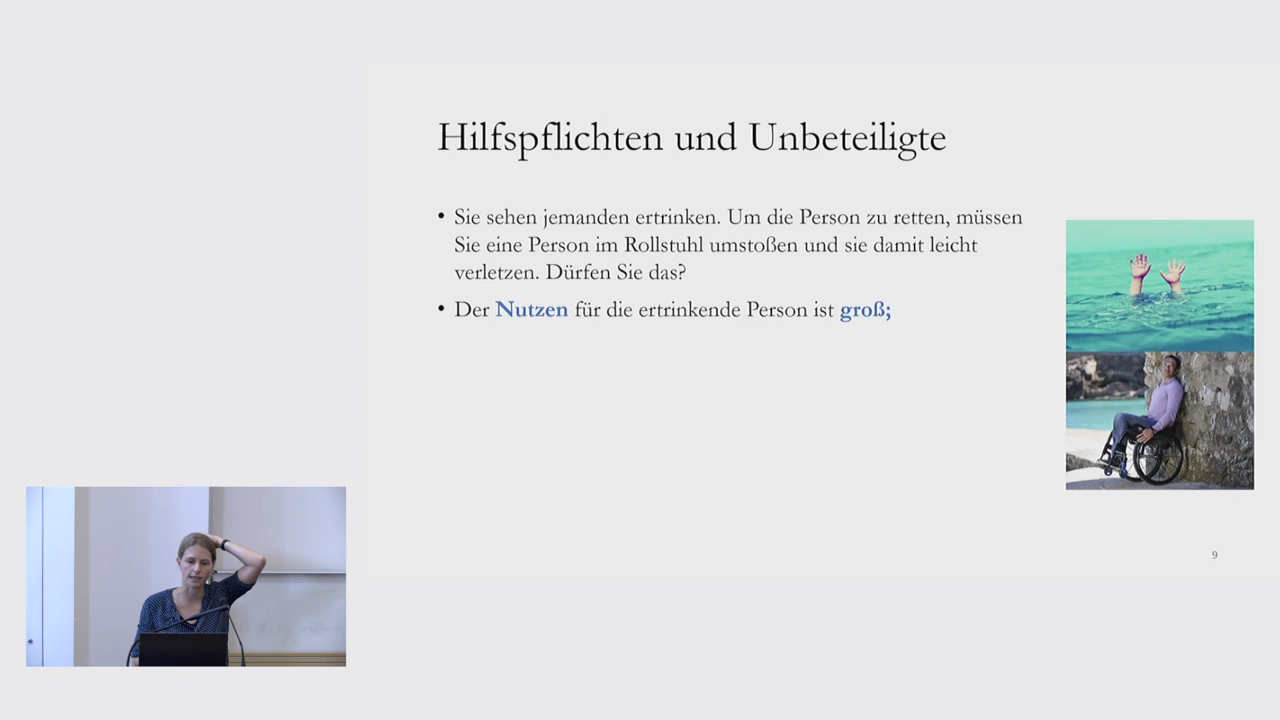 Hilfspflichten und Unbeteiligte
• Sie sehen jemanden ertrinken. Um die Person zu retten, müssen
Sie eine Person im Rollstuhl umstoßen und sie damit leicht
verletzen. Dürfen Sie das?
• Der Nutzen für die ertrinkende Person ist groß;
9